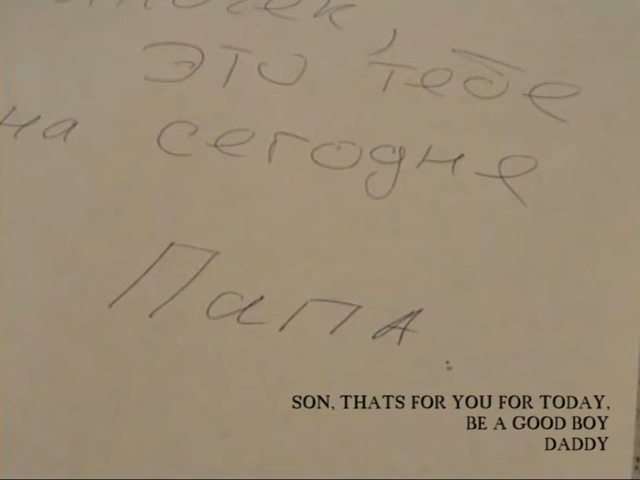 это тебе
на сегодне
Папа
SON, THATS FOR YOU FOR TODAY,
BE A GOOD BOY
DADDY